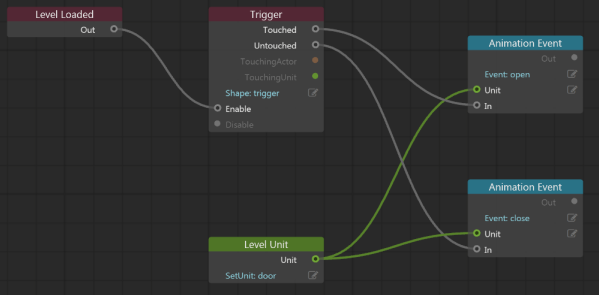 Level Loaded
Out
Trigger
Touched
Untouched
TouchingActor
TouchingUnit
Shape: trigger
Enable
Disable
Animation Event
Out
Event: open
Unit
In
Animation Event
Out
Event: close
Unit
In
Level Unit
Unit
SetUnit: door